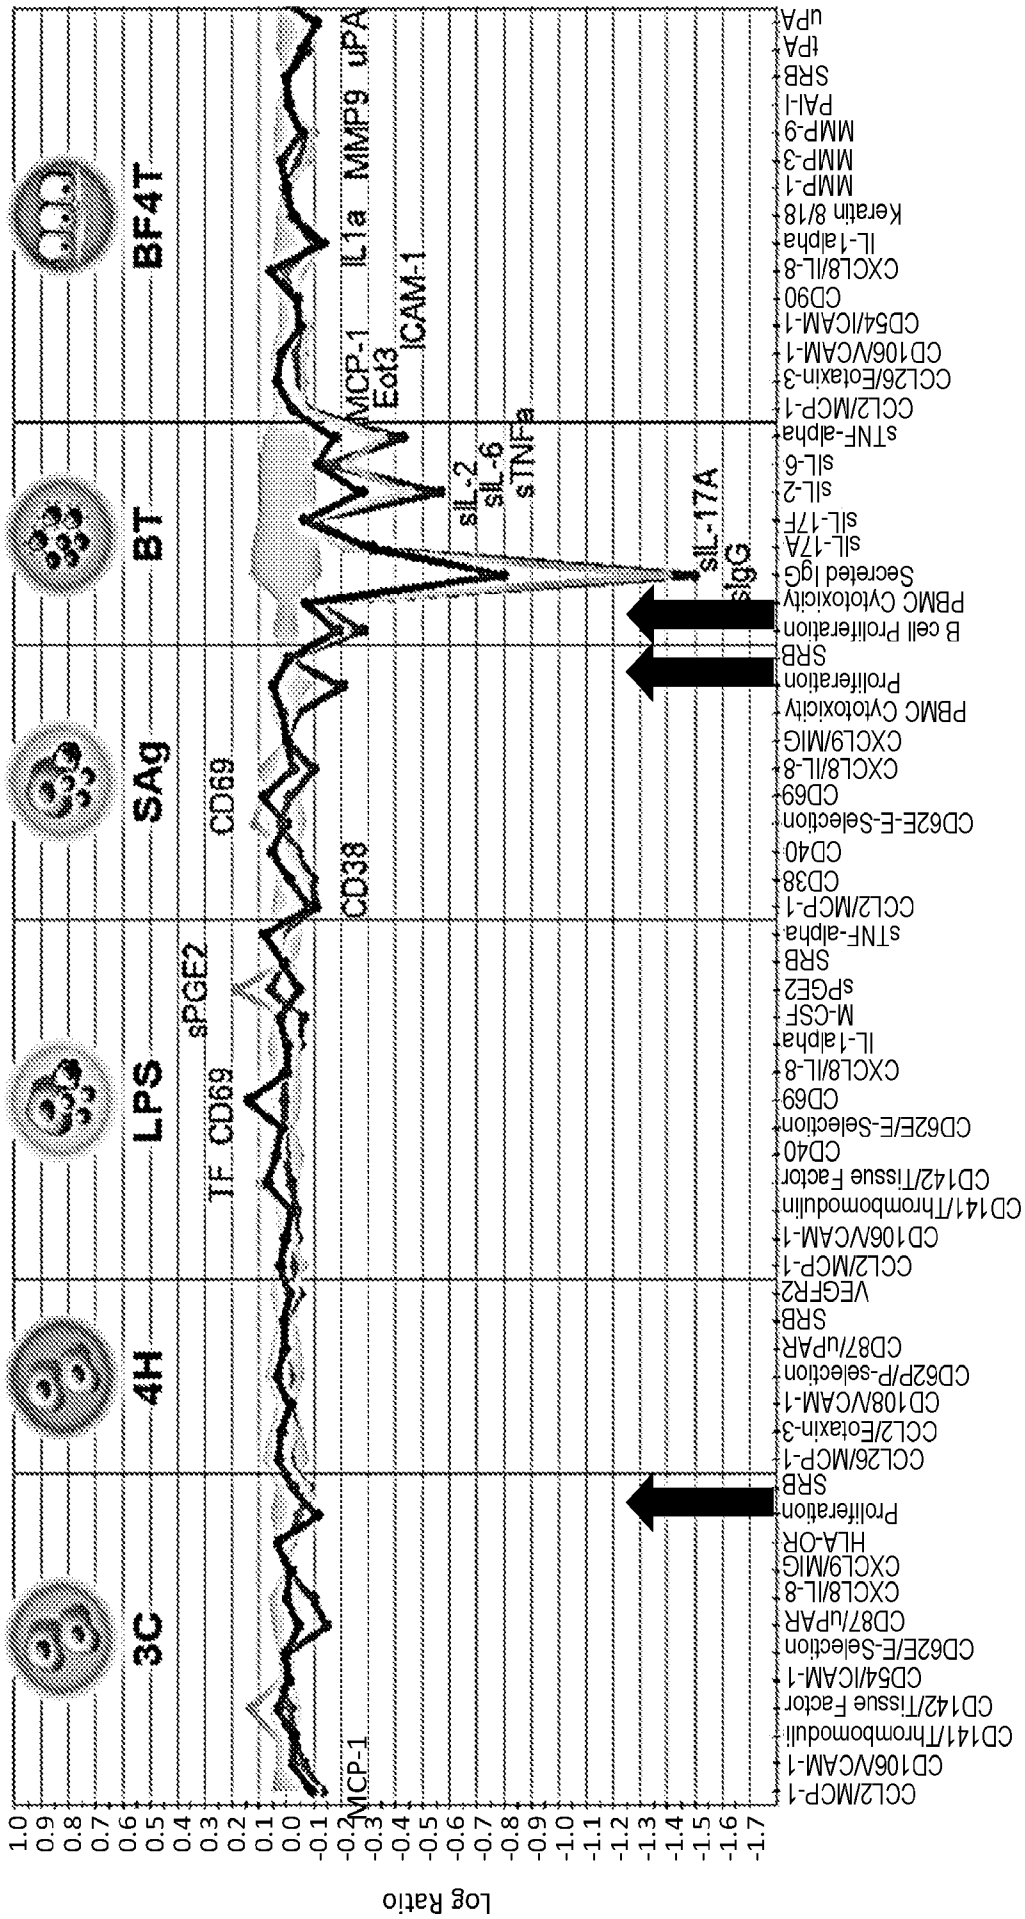 3C
4H
LPS
SAg
BT
BF4T
Log Ratio
1.0
0.9
0.8
0.7
0.6
0.5
0.4
0.3
0.2
0.1
0.0
-0.1
-0.2
-0.3
-0.4
-0.5
-0.6
-0.7
-0.8
-0.9
-1.0
-1.1
-1.2
-1.3
-1.4
-1.5
-1.6
-1.7
MCP-1
TF
CD69
sPGE2
CD38
CD69
sIgG
sIL-17A
sIL-2
sIL-6
sTNFa
MCP-1
Eot3
ICAM-1
IL1a
MMP9
uPA
CCL2/MCP-1
CD106/VCAM-1
CD141/Thrombomoduli
CD142/Tissue Factor
CD54/ICAM-1
CD62E/E-Selection
CD87/uPAR
CXCL8/IL-8
CXCL9/MIG
HLA-OR
Proliferation
SRB
CCL26/MCP-1
CCL2/Eotaxin-3
CD108/VCAM-1
CD62P/P-selection
CD87/uPAR
SRB
VEGFR2
CCL2/MCP-1
CD106/VCAM-1
CD141/Thrombomodulin
CD142/Tissue Factor
CD40
CD62E/E-Selection
CD69
CXCL8/IL-8
IL-1alpha
M-CSF
sPGE2
SRB
sTNF-alpha
CCL2/MCP-1
CD38
CD40
CD62E-E-Selection
CD69
CXCL8/IL-8
CXCL9/MIG
PBMC Cytotoxicity
Proliferation
SRB
B cell Proliferation
PBMC Cytotoxicity
Secreted IgG
sIL-17A
sIL-17F
sIL-2
sIL-6
sTNF-alpha
CCL2/MCP-1
CCL26/Eotaxin-3
CD106/VCAM-1
CD54/ICAM-1
CD90
CXCL8/IL-8
IL-1alpha
Keratin 8/18
MMP-1
MMP-3
MMP-9
PAI-I
SRB
tPA
uPA